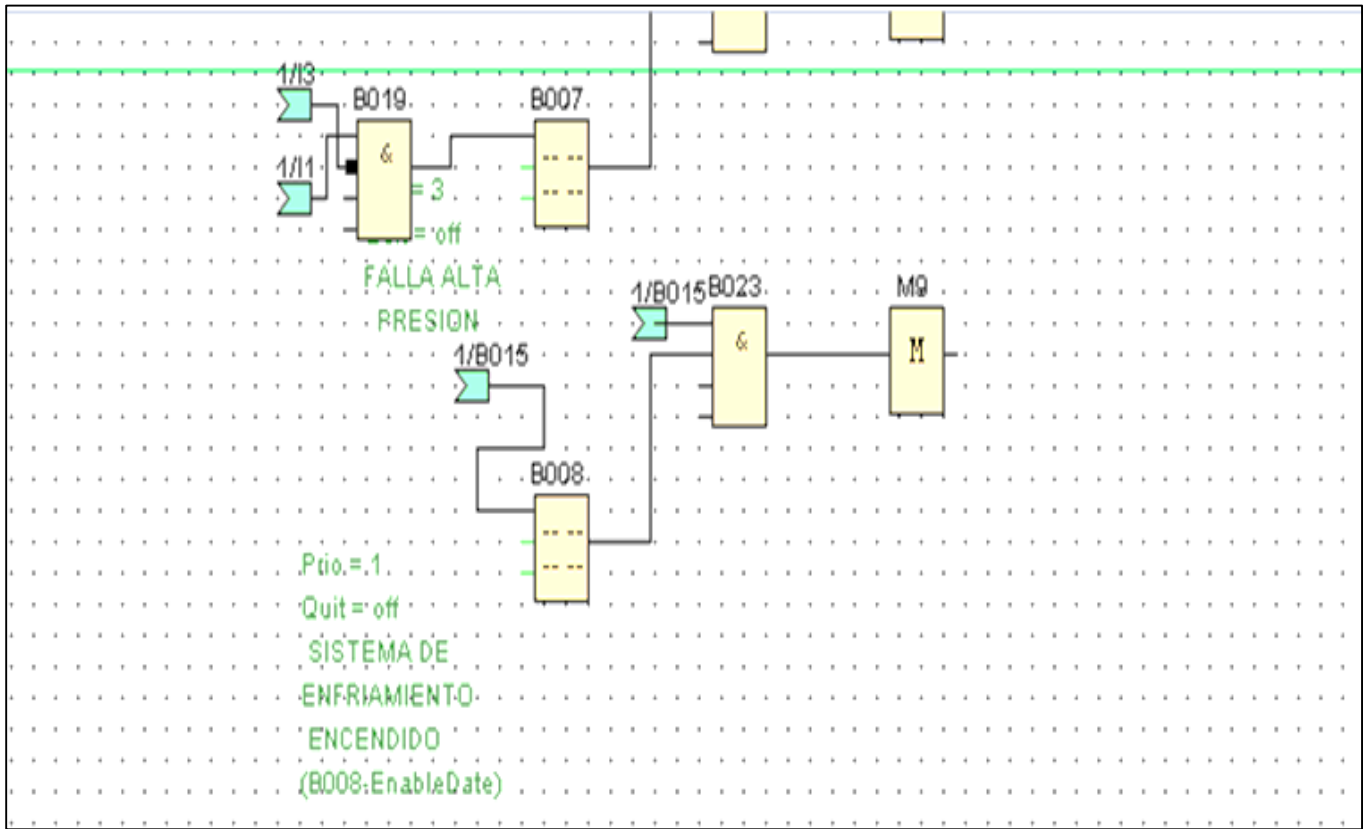 1/I3
B019
B007
&
1/I1
-- --
-- --
= 3
= off
FALLA ALTA
PRESION
1/B015
B023
M9
&
M
1/B015
B008
-- --
-- --
Prio = 1
Quit = off
SISTEMA DE
ENFRIAMIENTO
ENCENDIDO
(B008:EnableDate)